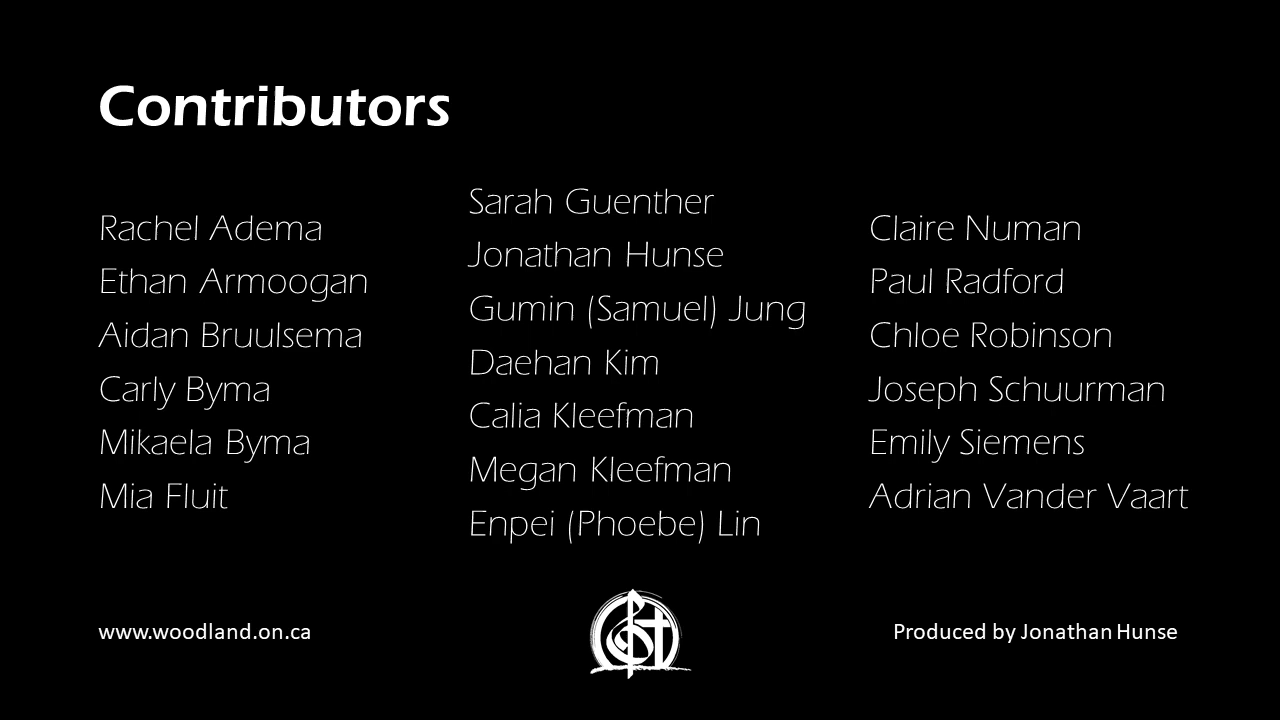 Contributors
Rachel Adema
Ethan Armoogan
Aidan Bruulsema
Carly Byma
Mikaela Byma
Mia Fluit
Sarah Guenther
Jonathan Hunse
Gumin (Samuel) Jung
Daehan Kim
Calia Kleefman
Megan Kleefman
Enpei (Phoebe) Lin
Claire Numan
Paul Radford
Chloe Robinson
Joseph Schuurman
Emily Siemens
Adrian Vander Vaart
www.woodland.on.ca
Produced by Jonathan Hunse